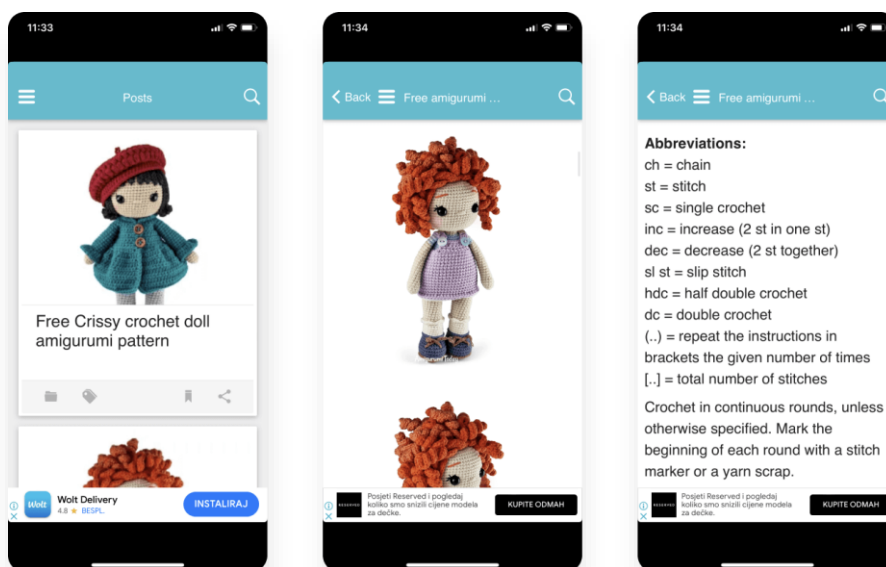 11:33
Posts
Free Crissy crochet doll
amigurumi pattern
Wolt
Wolt Delivery
4.8 ★ BESPL.
INSTALIRAJ
11:34
Back
Free amigurumi ...
AmigurumiToday
RESERVED
Posjeti Reserved i pogledaj
koliko smo snizili cijene modela
za dečke.
KUPITE ODMAH
11:34
Back
Free amigurumi ...
Abbreviations:
ch = chain
st = stitch
sc = single crochet
inc = increase (2 st in one st)
dec = decrease (2 st together)
sl st = slip stitch
hdc = half double crochet
dc = double crochet
(..) = repeat the instructions in
brackets the given number of times
[..] = total number of stitches
Crochet in continuous rounds, unless
otherwise specified. Mark the
beginning of each round with a stitch
marker or a yarn scrap.
RESERVED
Posjeti Reserved i pogledaj
koliko smo snizili cijene modela
za dečke.
KUPITE ODMAH